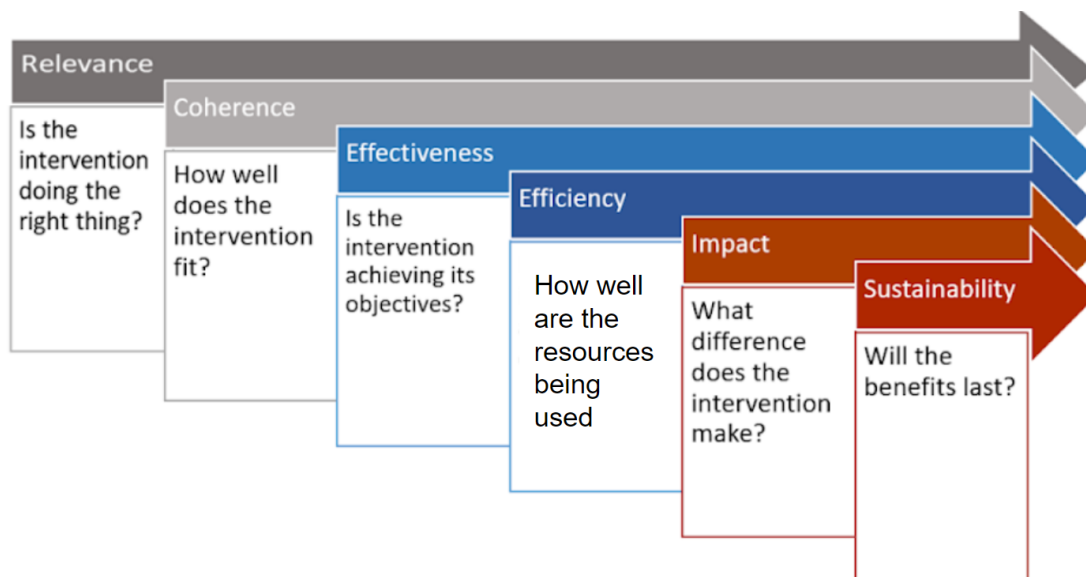 Relevance
Is the
intervention
doing the
right thing?
Coherence
How well
does the
intervention
fit?
Effectiveness
Is the
intervention
achieving its
objectives?
Efficiency
How well
are the
resources
being
used
Impact
What
difference
does the
intervention
make?
Sustainability
Will the
benefits last?